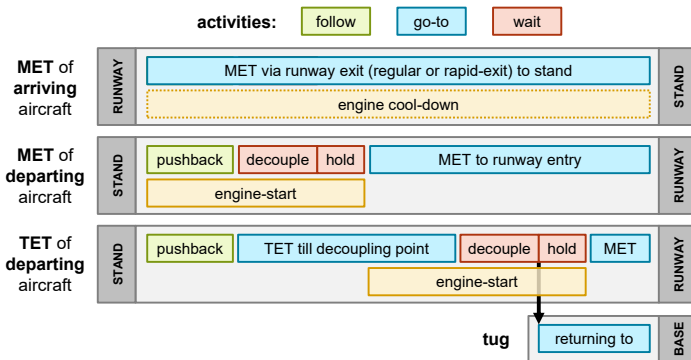 activities: follow go-to wait
MET of
arriving
aircraft
RUNWAY
MET via runway exit (regular or rapid-exit) to stand
engine cool-down
STAND
MET of
departing
aircraft
STAND
pushback decouple hold MET to runway entry
engine-start
RUNWAY
TET of
departing
aircraft
STAND
pushback TET till decoupling point decouple hold MET
engine-start
RUNWAY
tug returning to BASE